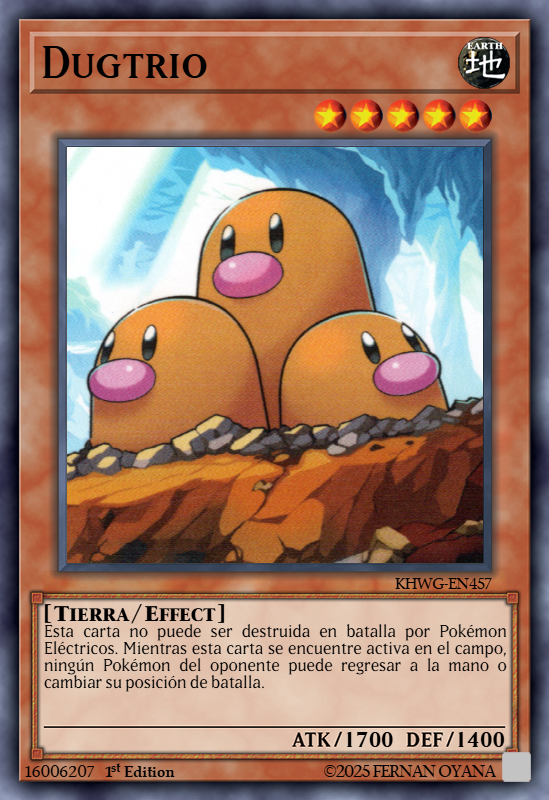 DUGTRIO
EARTH
地
KHWG-EN457
[TIERRA/EFFECT]
Esta carta no puede ser destruida en batalla por Pokémon
Eléctricos. Mientras esta carta se encuentre activa en el campo,
ningún Pokémon del oponente puede regresar a la mano o
cambiar su posición de batalla.
ATK/1700 DEF/1400
16006207 1st Edition ©2025 FERNAN OYANA